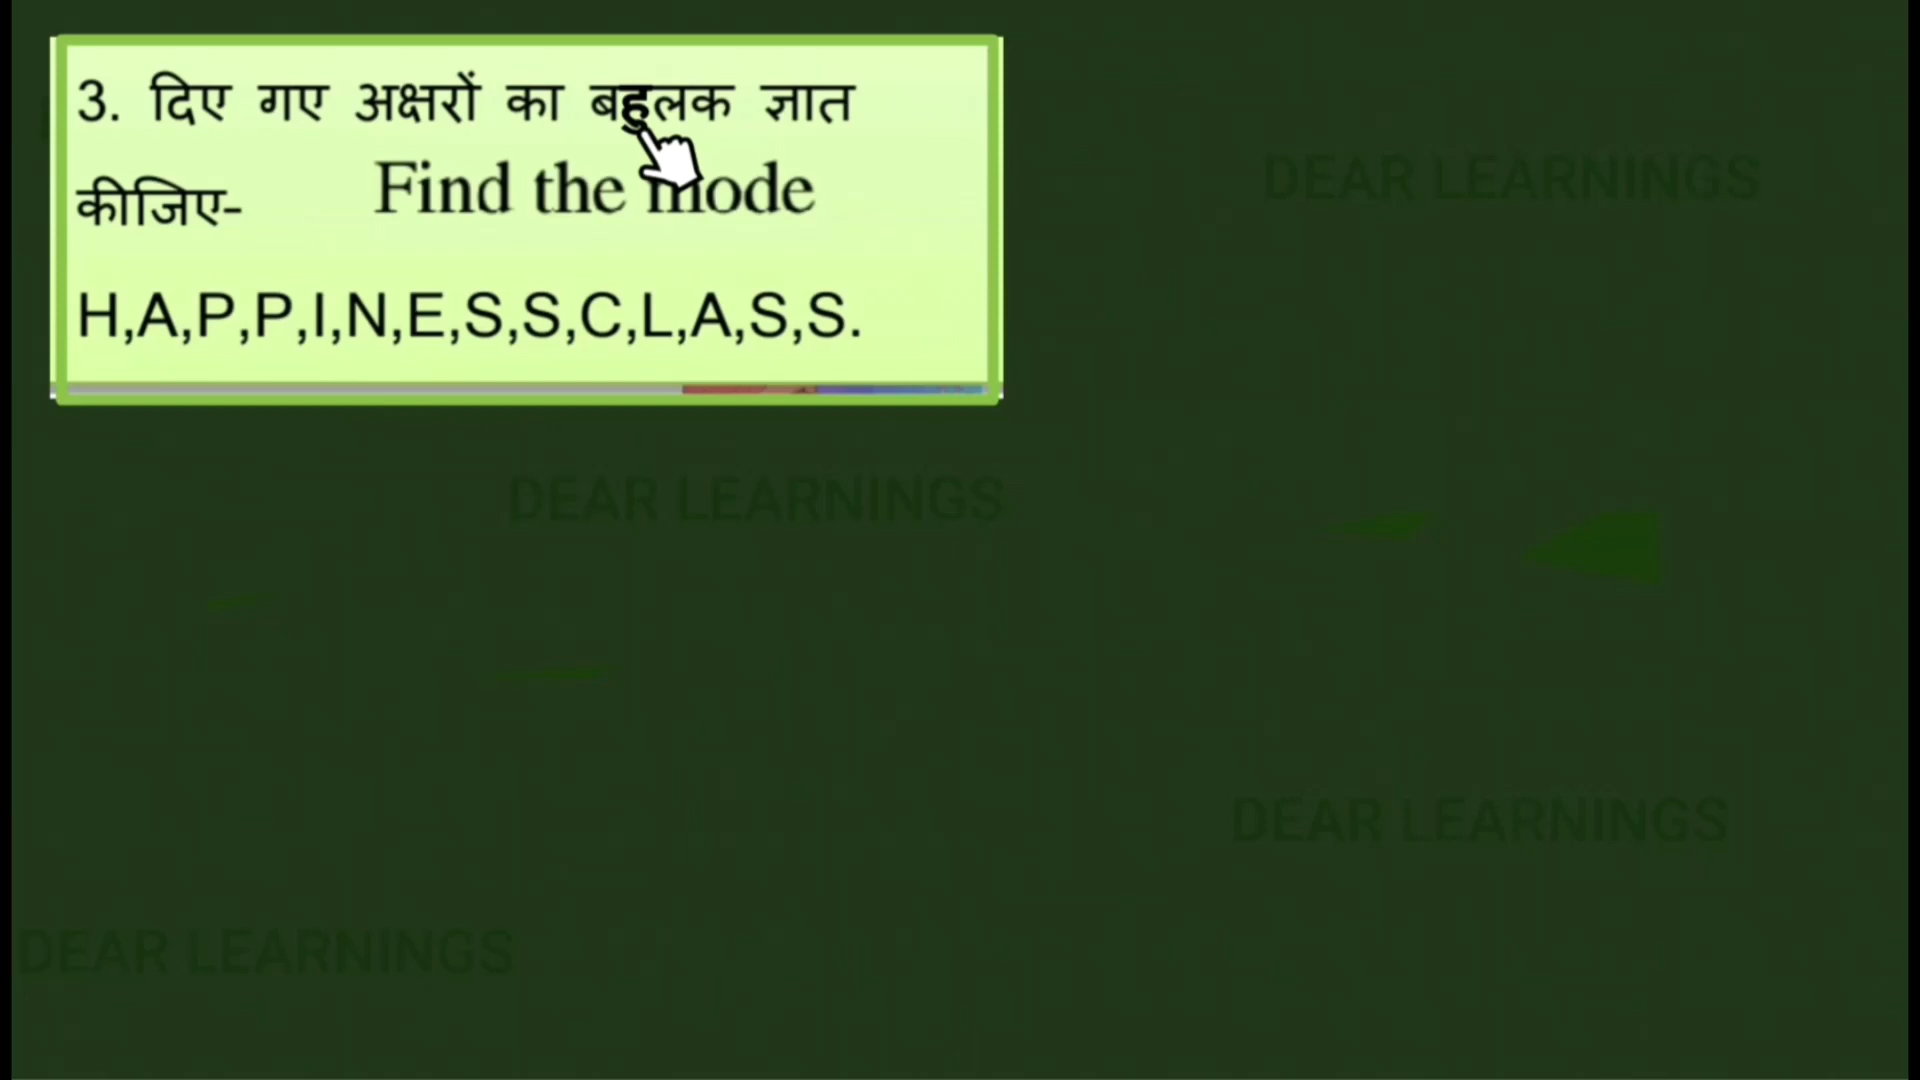 3. दिए गए अक्षरों का बहुलक ज्ञात
कीजिए-
Find the mode
H,A,P,P,I,N,E,S,S,C,L,A,S,S.
DEAR LEARNINGS
DEAR LEARNINGS
DEAR LEARNINGS
DEAR LEARNINGS